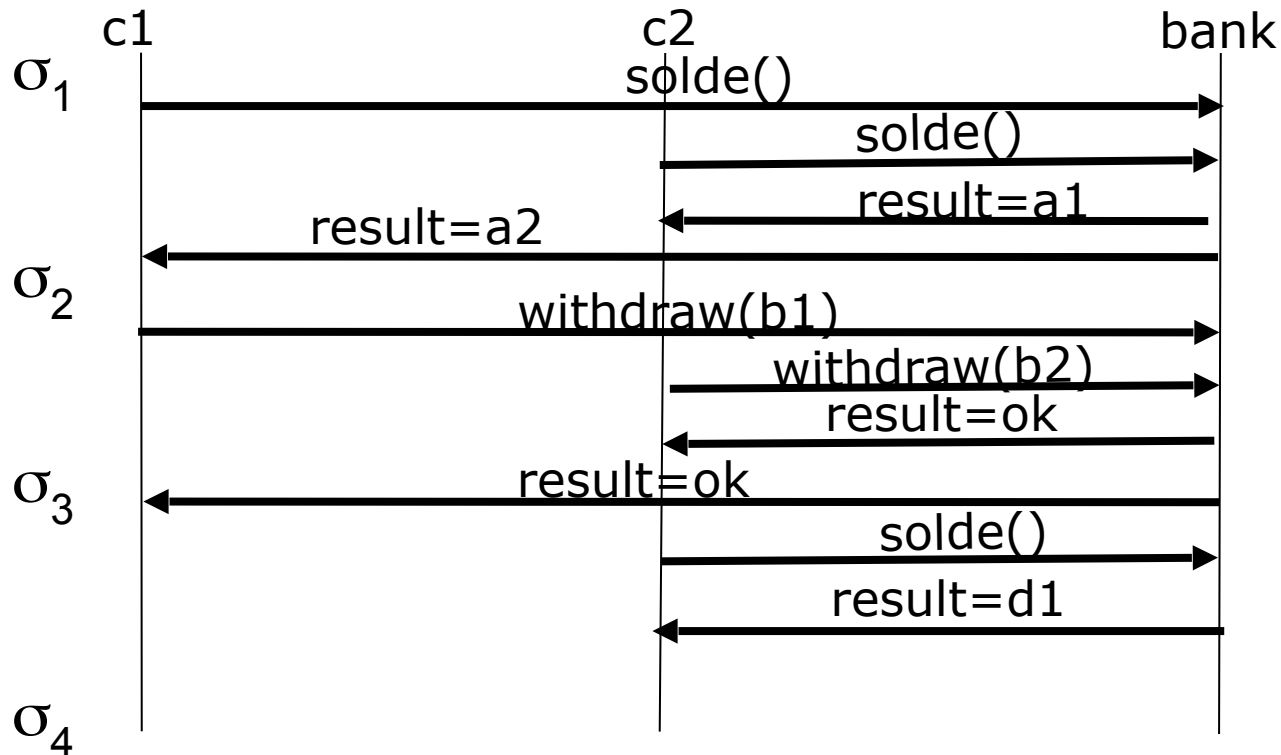 c1
c2
bank
σ1
solde()
solde()
result=a1
result=a2
σ2
withdraw(b1)
withdraw(b2)
result=ok
σ3
result=ok
solde()
result=d1
σ4